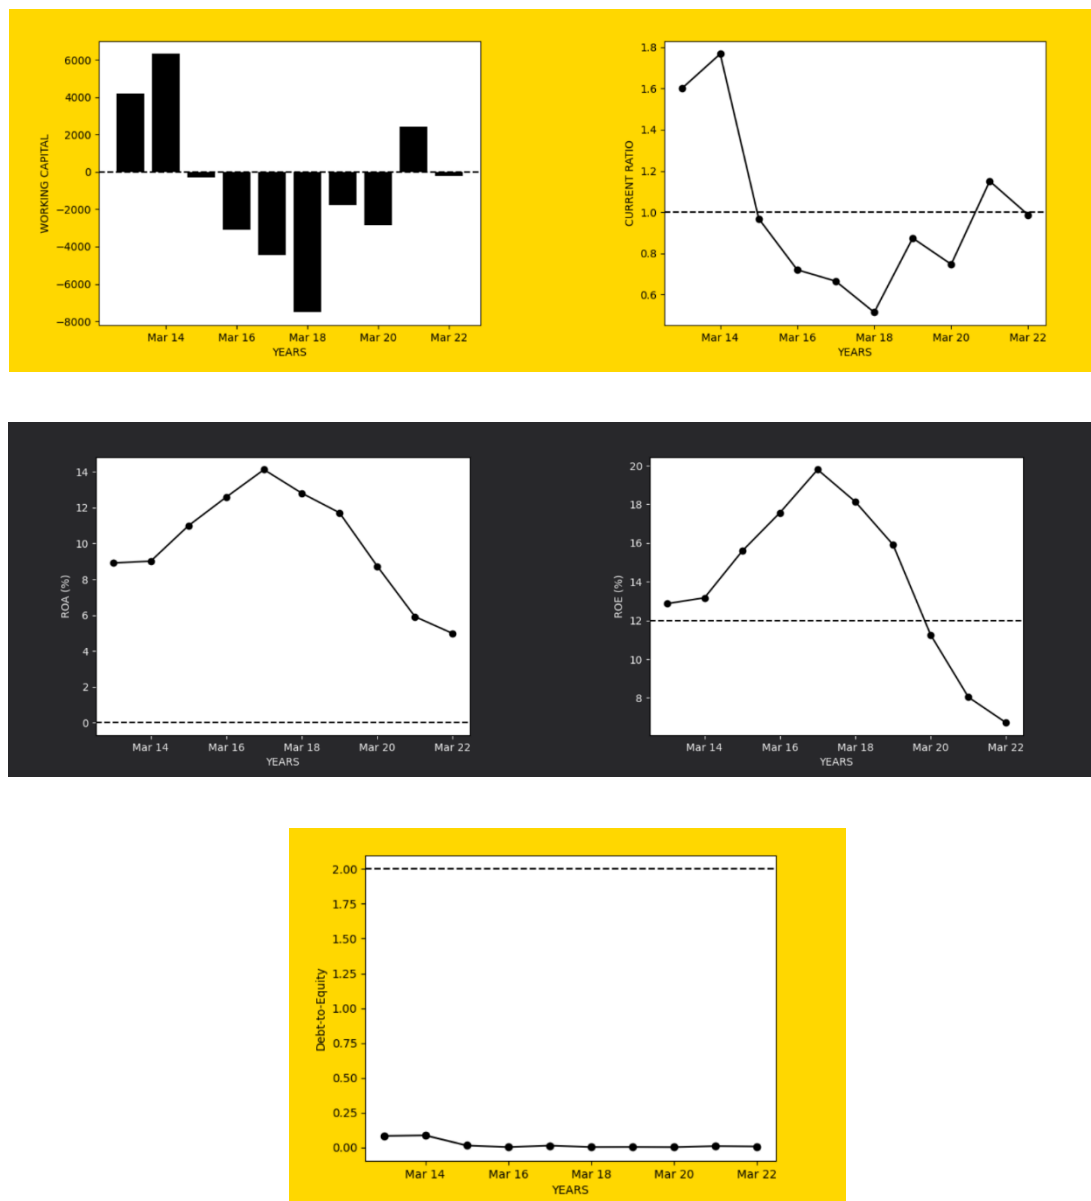 WORKING CAPITAL
6000
4000
2000
0
−2000
−4000
−6000
−8000
Mar 14 Mar 16 Mar 18 Mar 20 Mar 22
YEARS
CURRENT RATIO
1.8
1.6
1.4
1.2
1.0
0.8
0.6
Mar 14 Mar 16 Mar 18 Mar 20 Mar 22
YEARS
ROA (%)
14
12
10
8
6
4
2
0
Mar 14 Mar 16 Mar 18 Mar 20 Mar 22
YEARS
ROE (%)
20
18
16
14
12
10
8
Mar 14 Mar 16 Mar 18 Mar 20 Mar 22
YEARS
Debt-to-Equity
2.00
1.75
1.50
1.25
1.00
0.75
0.50
0.25
0.00
Mar 14 Mar 16 Mar 18 Mar 20 Mar 22
YEARS